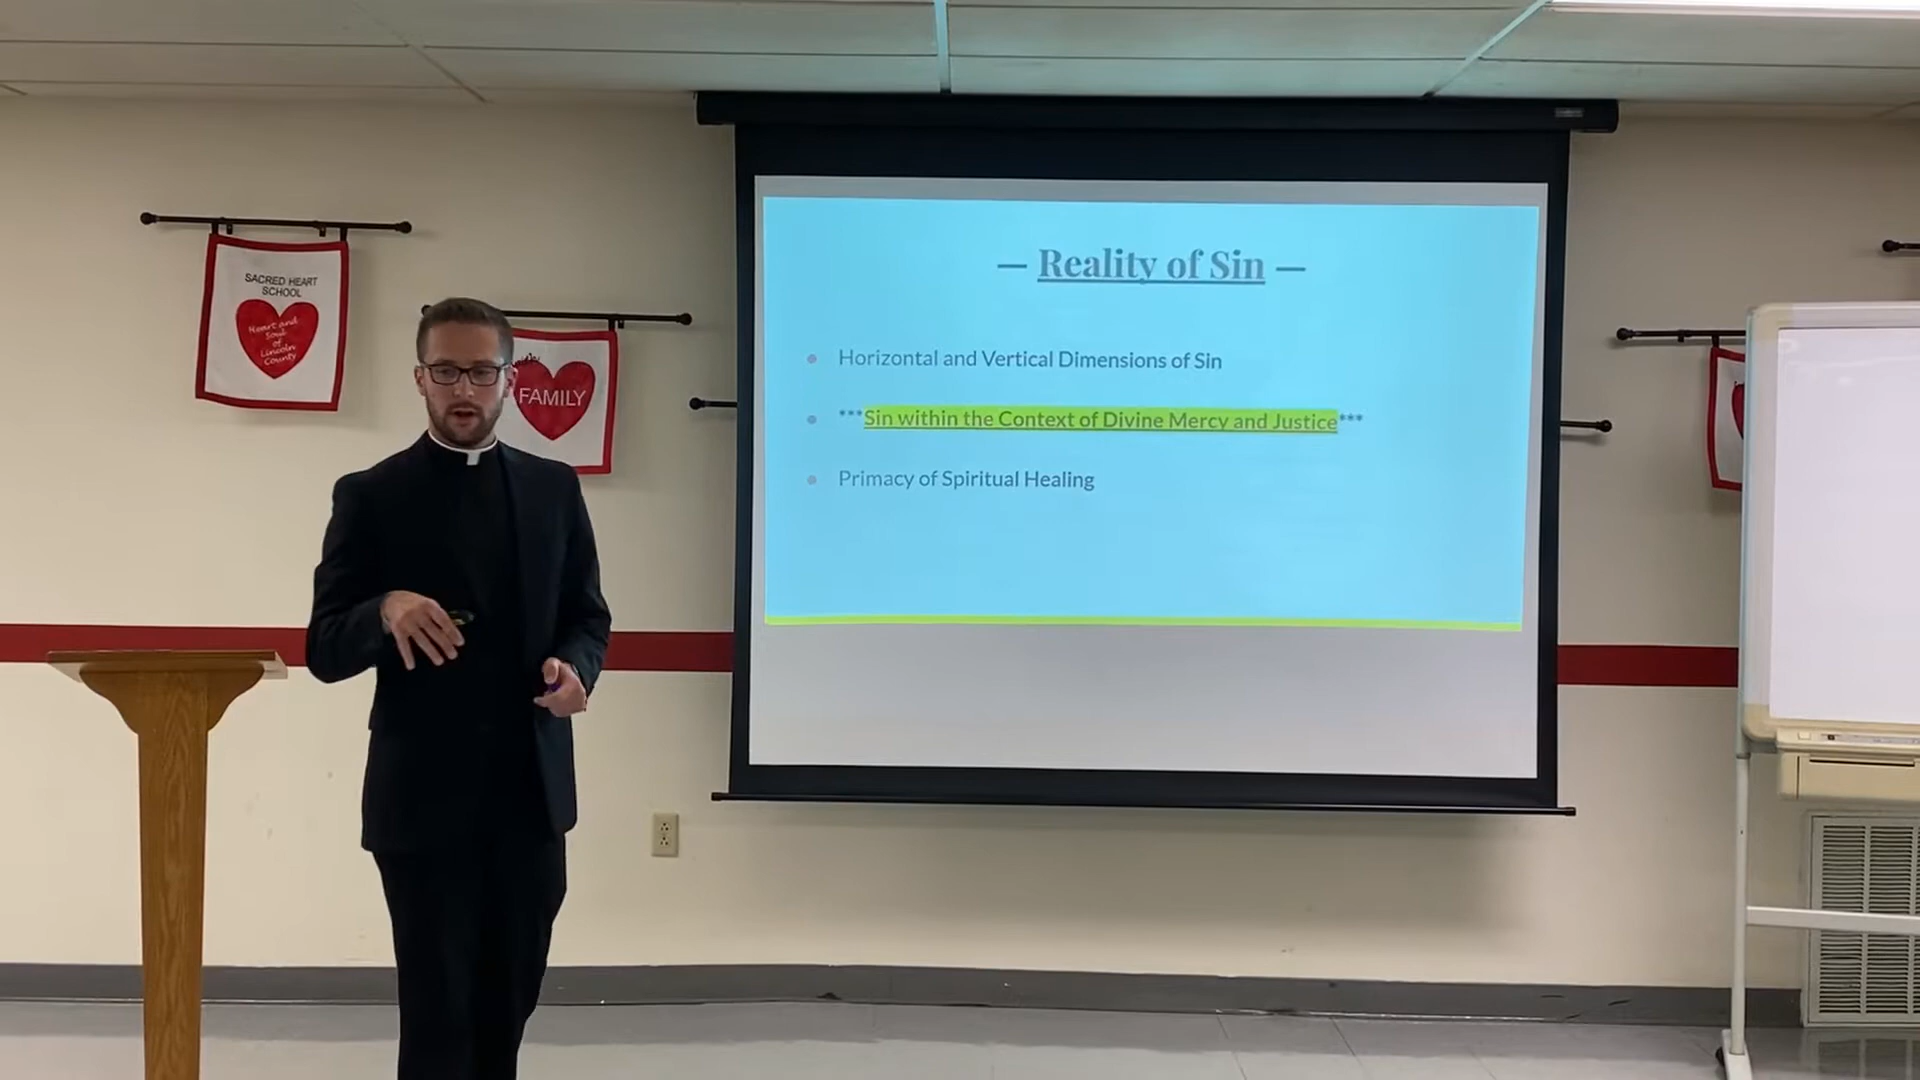 SACRED HEART
SCHOOL
Heart and
Soul
of
Lincoln
County
FAMILY
— Reality of Sin —
Horizontal and Vertical Dimensions of Sin
***Sin within the Context of Divine Mercy and Justice***
Primacy of Spiritual Healing